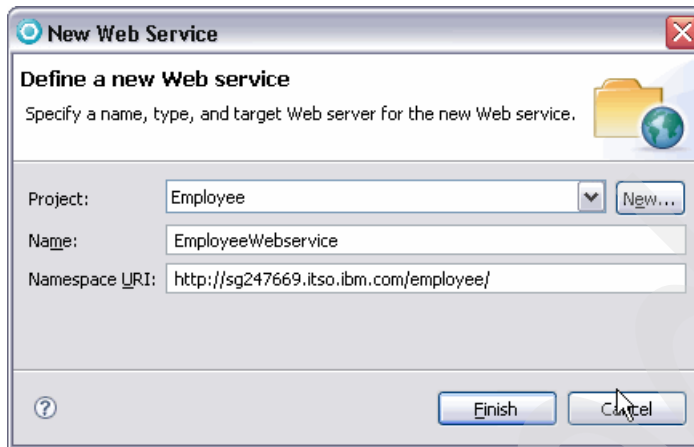 New Web Service
Define a new Web service
Specify a name, type, and target Web server for the new Web service.
Project: Employee New...
Name: EmployeeWebservice
Namespace URI: http://sg247669.itso.ibm.com/employee/
Finish Cancel